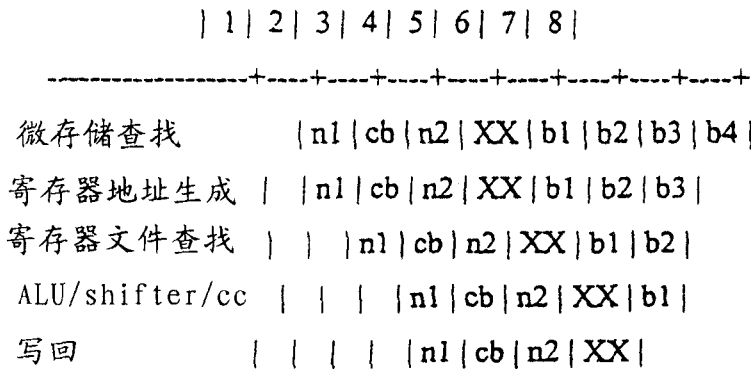 | 1| 2| 3| 4| 5| 6| 7| 8|
--------------------+----+----+----+----+----+----+----+----+
微存储查找 |n1|cb|n2|XX|b1|b2|b3|b4|
寄存器地址生成 | |n1|cb|n2|XX|b1|b2|b3|
寄存器文件查找 | | |n1|cb|n2|XX|b1|b2|
ALU/shifter/cc | | | |n1|cb|n2|XX|b1|
写回 | | | | |n1|cb|n2|XX|